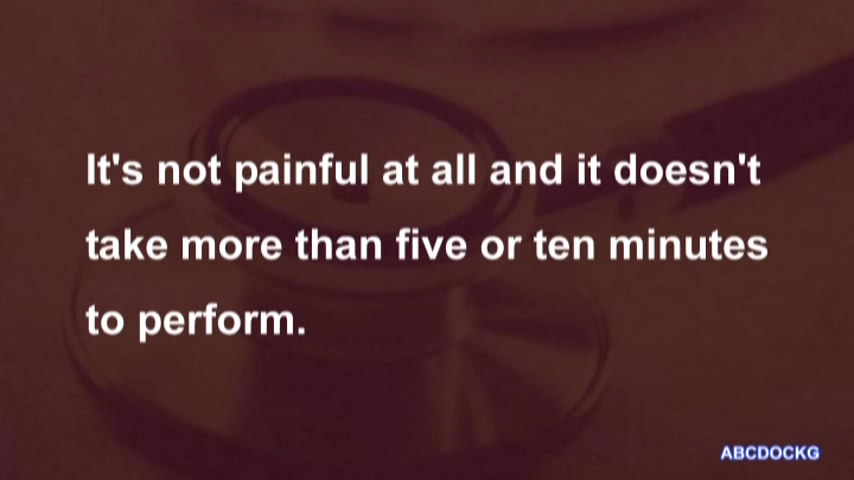 It's not painful at all and it doesn't
take more than five or ten minutes
to perform.
ABCDOCKG